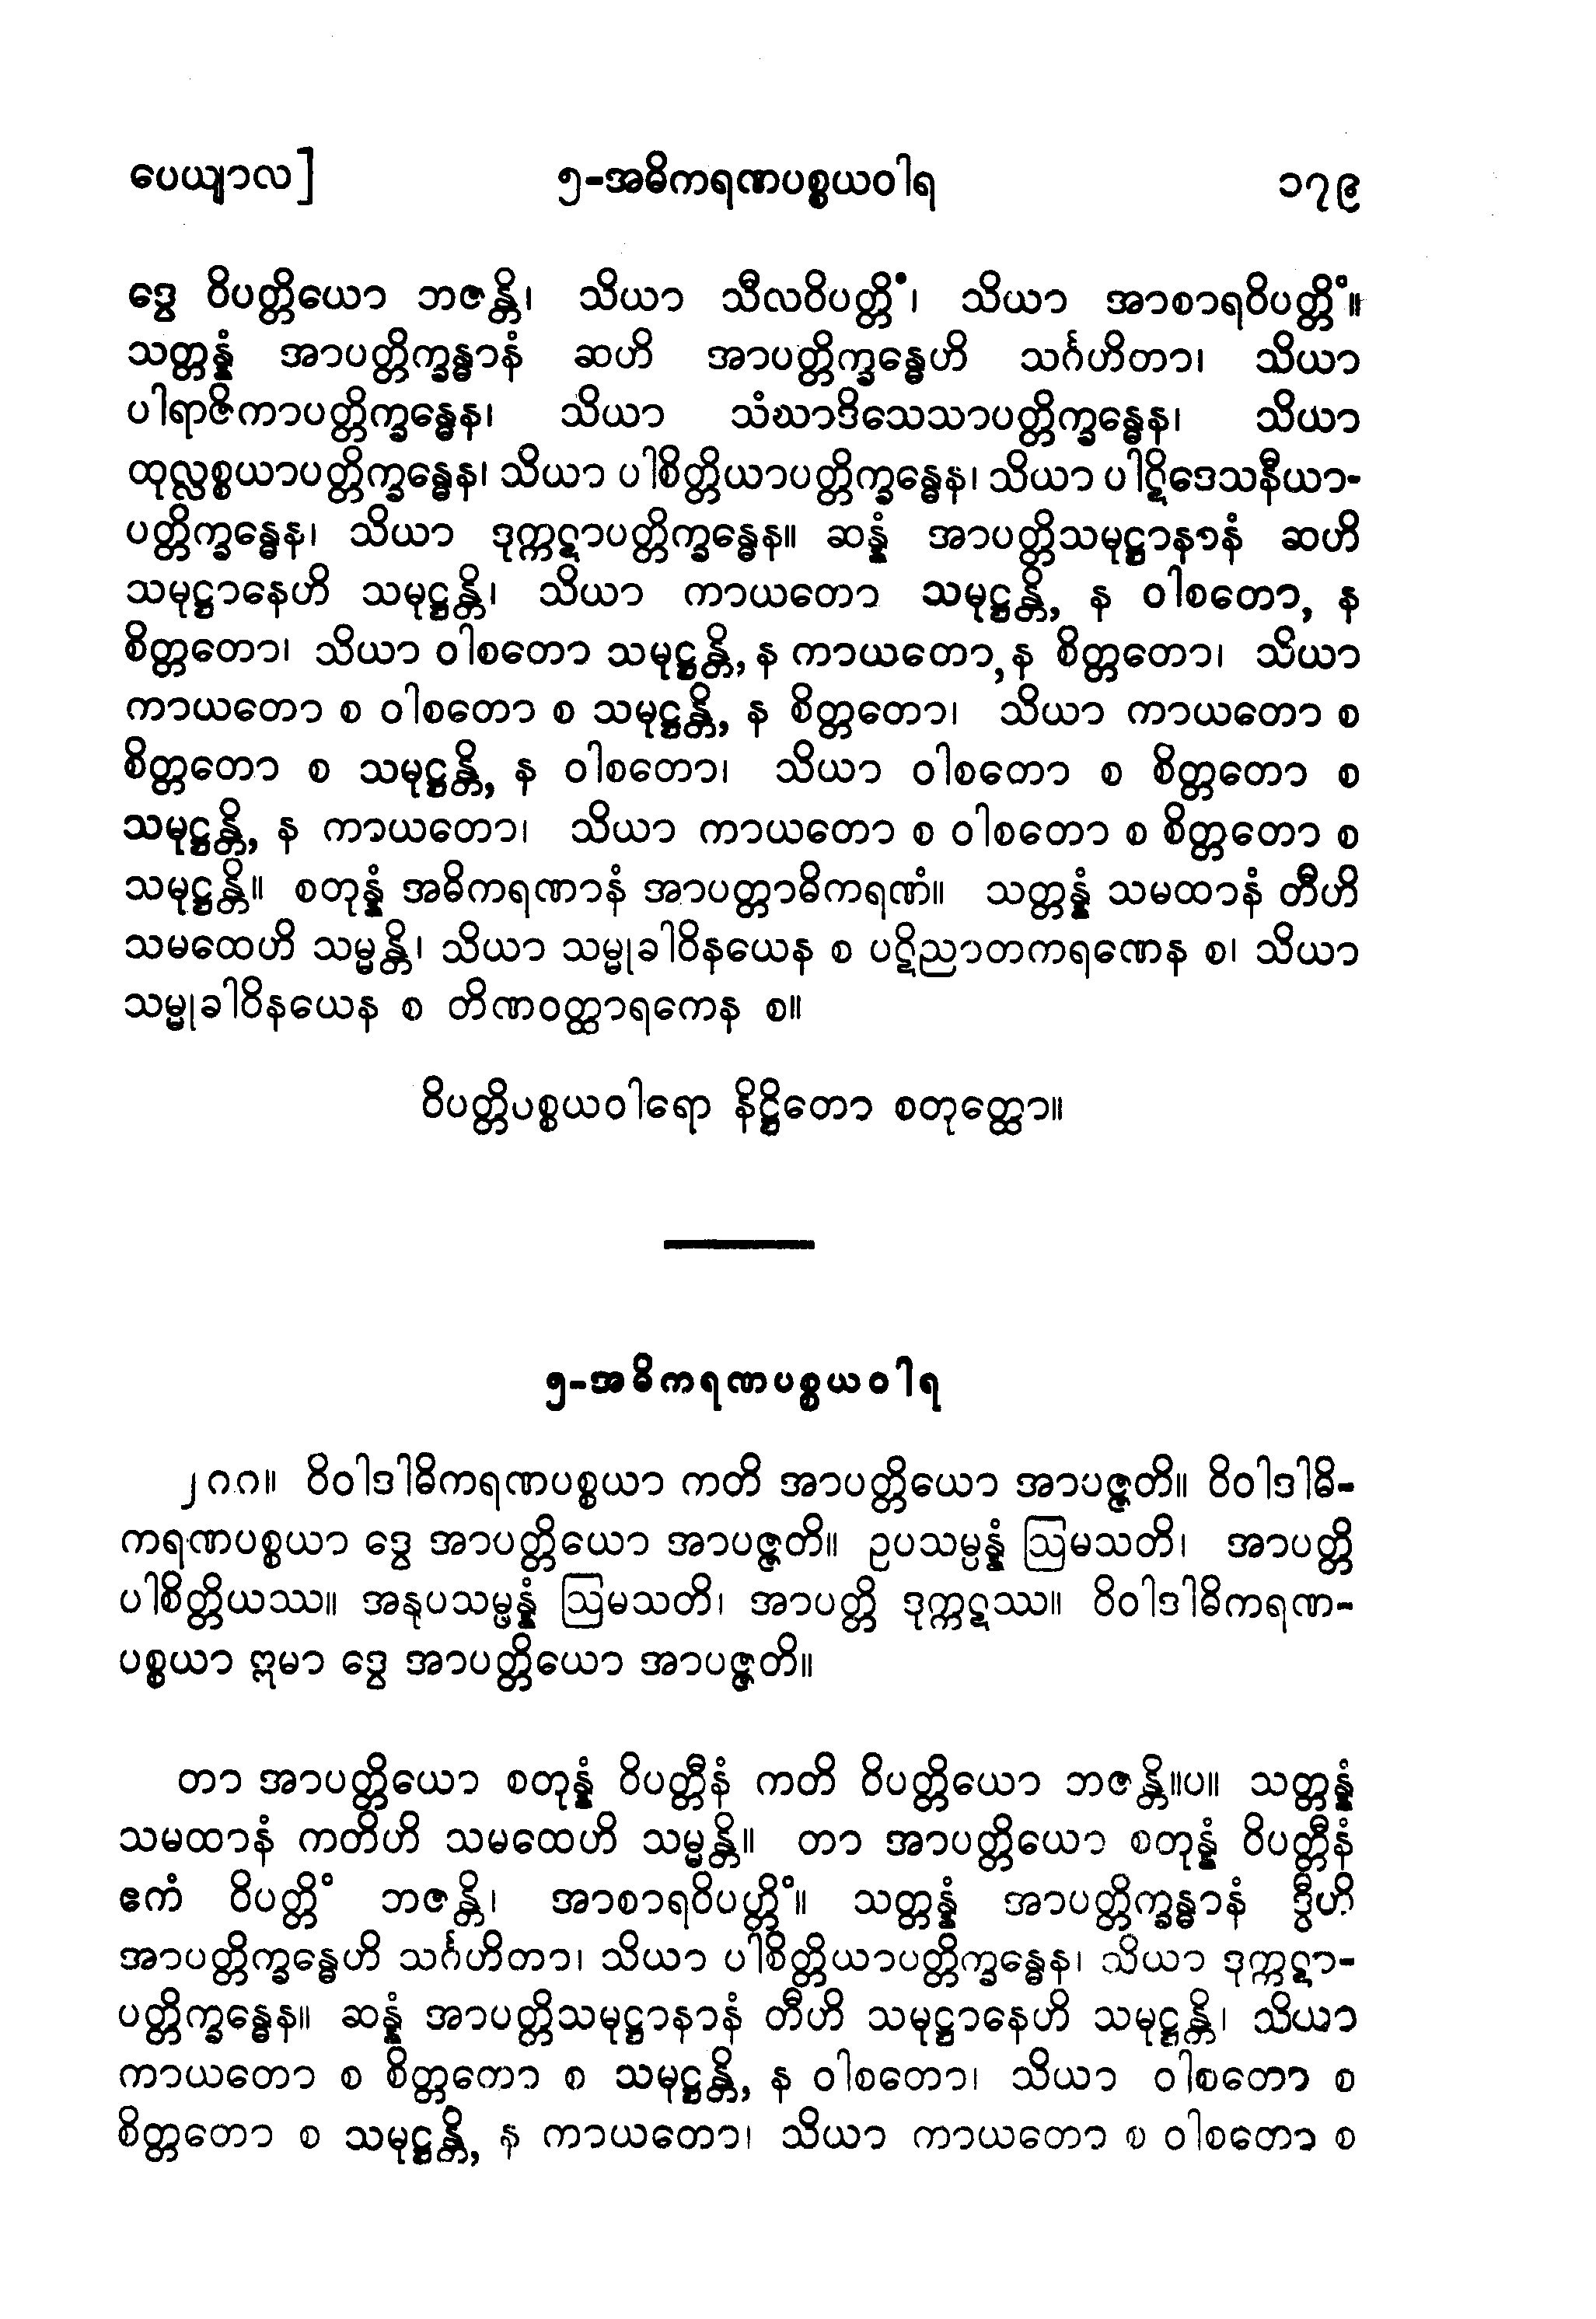 ပေယျာလ] ၅-အဓိကရဏပစ္စယဝါရ ၁၇၉
ဒွေ ဝိပတ္တိယော ဘဇန္တိ၊ သိယာ သီလဝိပတ္တိံ၊ သိယာ အာစာရဝိပတ္တိံ။
သတ္တန္နံ အာပတ္တိက္ခန္ဓာနံ ဆဟိ အာပတ္တိက္ခန္ဓေဟိ သင်္ဂဟိတာ၊ သိယာ
ပါရာဇိကာပတ္တိက္ခန္ဓေန၊ သိယာ သံဃာဒိသေသာပတ္တိက္ခန္ဓေန၊ သိယာ
ထုလ္လစ္စယာပတ္တိက္ခန္ဓေန၊ သိယာ ပါစိတ္တိယာပတ္တိက္ခန္ဓေန၊ သိယာ ပါဋိဒေသနီယာ-
ပတ္တိက္ခန္ဓေန၊ သိယာ ဒုက္ကဋာပတ္တိက္ခန္ဓေန။ ဆန္နံ အာပတ္တိသမုဋ္ဌာနာနံ ဆဟိ
သမုဋ္ဌာနေဟိ သမုဋ္ဌန္တိ၊ သိယာ ကာယတော သမုဋ္ဌန္တိ, န ဝါစတော, န
စိတ္တတော၊ သိယာ ဝါစတော သမုဋ္ဌန္တိ, န ကာယတော, န စိတ္တတော၊ သိယာ
ကာယတော စ ဝါစတော စ သမုဋ္ဌန္တိ, န စိတ္တတော၊ သိယာ ကာယတော စ
စိတ္တတော စ သမုဋ္ဌန္တိ, န ဝါစတော၊ သိယာ ဝါစတော စ စိတ္တတော စ
သမုဋ္ဌန္တိ, န ကာယတော၊ သိယာ ကာယတော စ ဝါစတော စ စိတ္တတော စ
သမုဋ္ဌန္တိ။ စတုန္နံ အဓိကရဏာနံ အာပတ္တာဓိကရဏံ။ သတ္တန္နံ သမထာနံ တီဟိ
သမထေဟိ သမ္မန္တိ၊ သိယာ သမ္မုခါဝိနယေန စ ပဋိညာတကရဏေန စ၊ သိယာ
သမ္မုခါဝိနယေန စ တိဏဝတ္ထာရကေန စ။
ဝိပတ္တိပစ္စယဝါရော နိဋ္ဌိတော စတုတ္ထော။
၅-အဓိကရဏပစ္စယဝါရ
၂၈၈။ ဝိဝါဒါဓိကရဏပစ္စယာ ကတိ အာပတ္တိယော အာပဇ္ဇတိ။ ဝိဝါဒါဓိ-
ကရဏပစ္စယာ ဒွေ အာပတ္တိယော အာပဇ္ဇတိ။ ဥပသမ္ပန္နံ ဩမသတိ၊ အာပတ္တိ
ပါစိတ္တိယဿ။ အနုပသမ္ပန္နံ ဩမသတိ၊ အာပတ္တိ ဒုက္ကဋဿ။ ဝိဝါဒါဓိကရဏ-
ပစ္စယာ ဣမာ ဒွေ အာပတ္တိယော အာပဇ္ဇတိ။
တာ အာပတ္တိယော စတုန္နံ ဝိပတ္တီနံ ကတိ ဝိပတ္တိယော ဘဇန္တိ။ပ။ သတ္တန္နံ
သမထာနံ ကတိဟိ သမထေဟိ သမ္မန္တိ။ တာ အာပတ္တိယော စတုန္နံ ဝိပတ္တီနံ
ဧကံ ဝိပတ္တိံ ဘဇန္တိ၊ အာစာရဝိပတ္တိံ။ သတ္တန္နံ အာပတ္တိက္ခန္ဓာနံ ဒွီဟိ
အာပတ္တိက္ခန္ဓေဟိ သင်္ဂဟိတာ၊ သိယာ ပါစိတ္တိယာပတ္တိက္ခန္ဓေန၊ သိယာ ဒုက္ကဋာ-
ပတ္တိက္ခန္ဓေန။ ဆန္နံ အာပတ္တိသမုဋ္ဌာနာနံ တီဟိ သမုဋ္ဌာနေဟိ သမုဋ္ဌန္တိ၊ သိယာ
ကာယတော စ စိတ္တတော စ သမုဋ္ဌန္တိ, န ဝါစတော၊ သိယာ ဝါစတော စ
စိတ္တတော စ သမုဋ္ဌန္တိ, န ကာယတော၊ သိယာ ကာယတော စ ဝါစတော စ